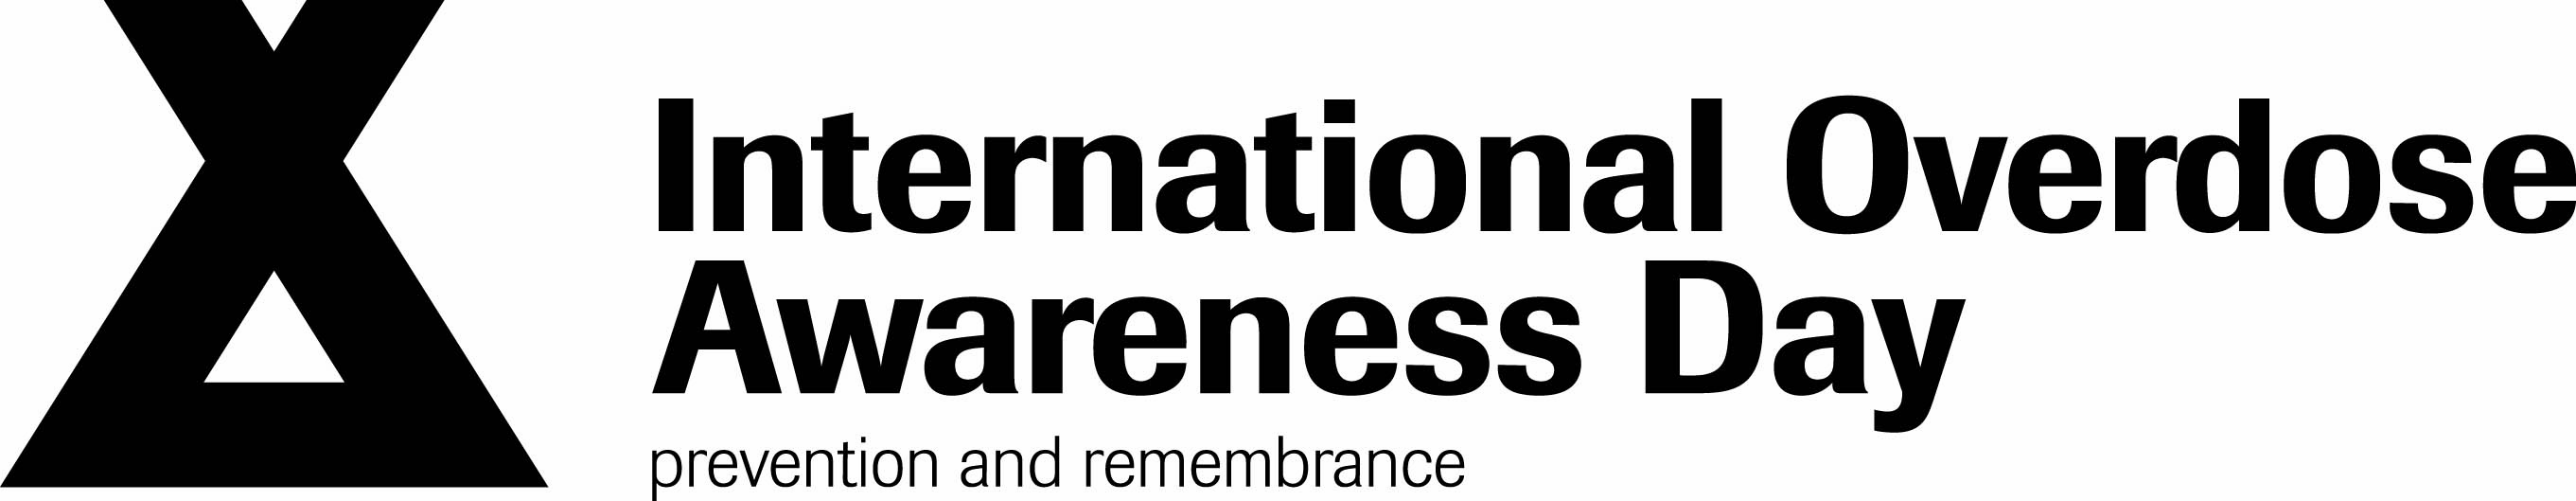 International Overdose
Awareness Day
prevention and remembrance